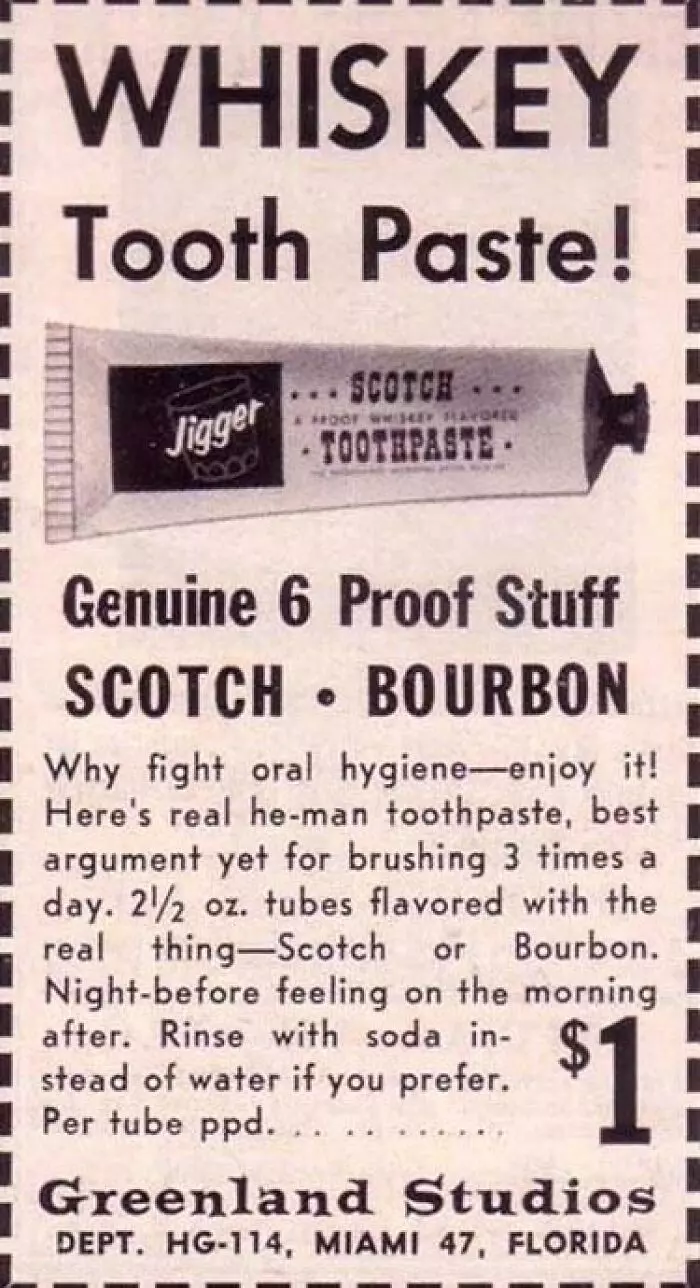 WHISKEY
Tooth Paste!
Jigger
SCOTCH
PROOF WHISKEY FLAVORED
TOOTHPASTE
Genuine 6 Proof Stuff
SCOTCH • BOURBON
Why fight oral hygiene—enjoy it!
Here's real he-man toothpaste, best
argument yet for brushing 3 times a
day. 2½ oz. tubes flavored with the
real thing—Scotch or Bourbon.
Night-before feeling on the morning
after. Rinse with soda in-
stead of water if you prefer.
Per tube ppd. . . . . . . . . . . . $1
Greenland Studios
DEPT. HG-114, MIAMI 47, FLORIDA